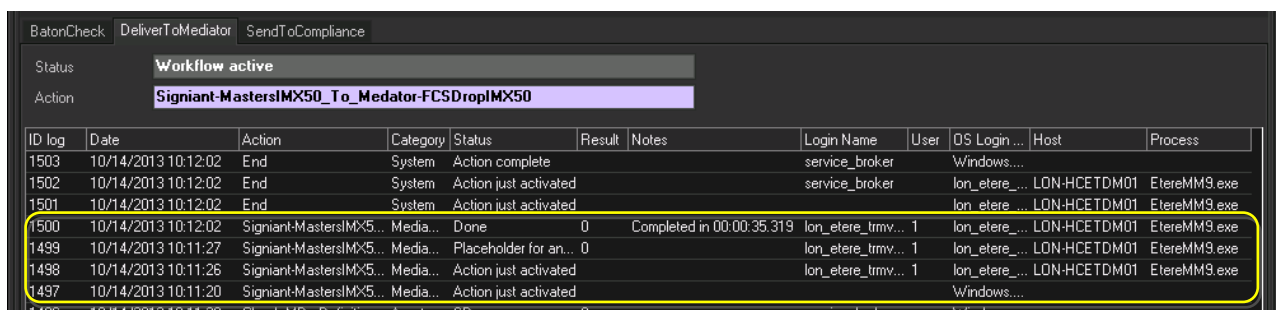 BatonCheck DeliverToMediator SendToCompliance
Status Workflow active
Action Signiant-MastersIMX50_To_Medator-FCSDropIMX50
ID log Date Action Category Status Result Notes Login Name User OS Login ... Host Process
1503 10/14/2013 10:12:02 End System Action complete service_broker Windows....
1502 10/14/2013 10:12:02 End System Action just activated service_broker lon_etere_... LON-HCETDM01 EtereMM9.exe
1501 10/14/2013 10:12:02 End System Action just activated lon_etere_... LON-HCETDM01 EtereMM9.exe
1500 10/14/2013 10:12:02 Signiant-MastersIMX5... Media... Done 0 Completed in 00:00:35.319 lon_etere_trmv... 1 lon_etere_... LON-HCETDM01 EtereMM9.exe
1499 10/14/2013 10:11:27 Signiant-MastersIMX5... Media... Placeholder for an... 0 lon_etere_trmv... 1 lon_etere_... LON-HCETDM01 EtereMM9.exe
1498 10/14/2013 10:11:26 Signiant-MastersIMX5... Media... Action just activated lon_etere_trmv... 1 lon_etere_... LON-HCETDM01 EtereMM9.exe
1497 10/14/2013 10:11:20 Signiant-MastersIMX5... Media... Action just activated Windows....